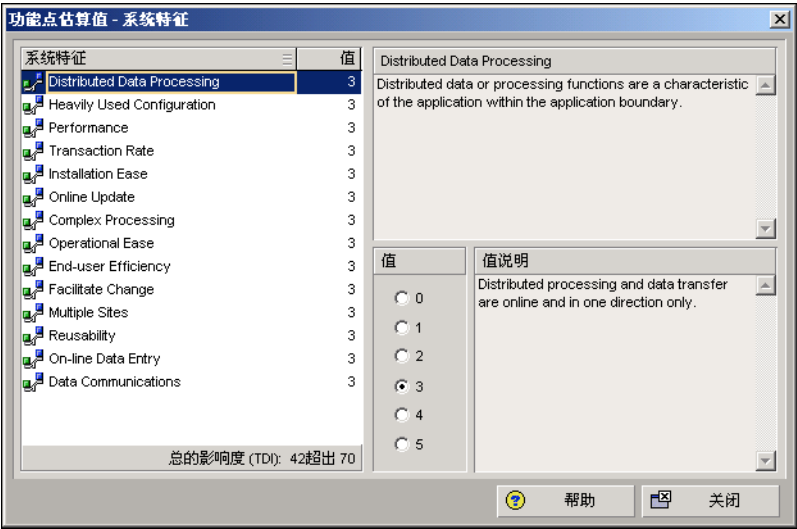 功能点估算值 - 系统特征
系统特征 值
Distributed Data Processing 3
Heavily Used Configuration 3
Performance 3
Transaction Rate 3
Installation Ease 3
Online Update 3
Complex Processing 3
Operational Ease 3
End-user Efficiency 3
Facilitate Change 3
Multiple Sites 3
Reusability 3
On-line Data Entry 3
Data Communications 3
总的影响度 (TDI): 42超出 70
Distributed Data Processing
Distributed data or processing functions are a characteristic
of the application within the application boundary.
值
0
1
2
3
4
5
值说明
Distributed processing and data transfer
are online and in one direction only.
帮助
关闭